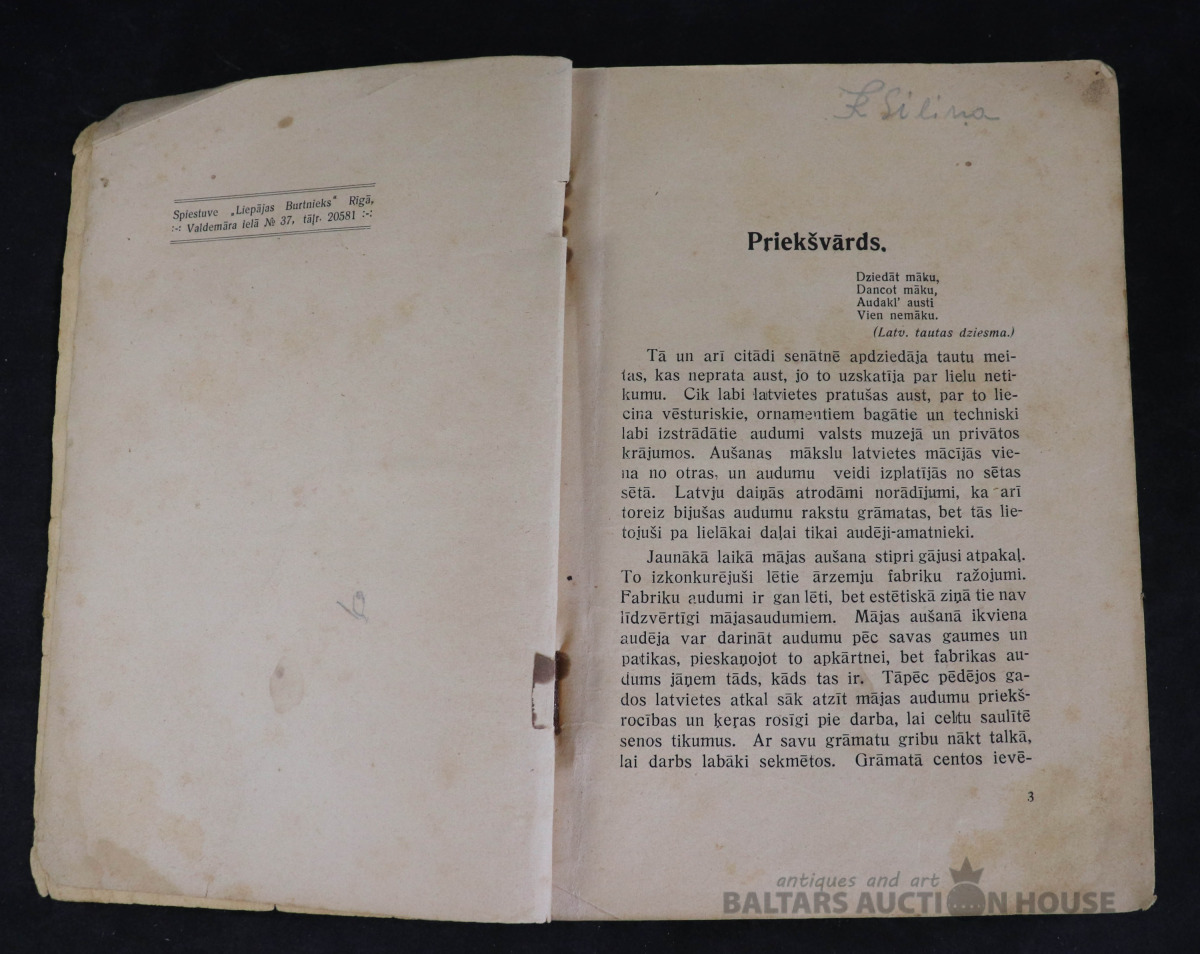 Spiestuve „Liepājas Burtnieks" Rīgā,
:-: Valdemāra ielā № 37, tāļr. 20581 :-:
Siliņa
Priekšvārds.
Dziedāt māku,
Dancot māku,
Audakl' austi
Vien nemāku.
(Latv. tautas dziesma.)
Tā un arī citādi senātnē apdziedāja tautu mei-
tas, kas neprata aust, jo to uzskatīja par lielu neti-
kumu. Cik labi latvietes pratušas aust, par to lie-
cina vēsturiskie, ornamentiem bagātie un techniski
labi izstrādātie audumi valsts muzejā un privātos
krājumos. Aušanas mākslu latvietes mācījās vie-
na no otras, un audumu veidi izplatījās no sētas
sētā. Latvju daiņās atrodāmi norādījumi, ka arī
toreiz bijušas audumu rakstu grāmatas, bet tās lie-
tojuši pa lielākai daļai tikai audēji-amatnieki.
Jaunākā laikā mājas aušana stipri gājusi atpakaļ.
To izkonkurējuši lētie ārzemju fabriku ražojumi.
Fabriku audumi ir gan lēti, bet estētiskā ziņā tie nav
līdzvērtīgi mājasaudumiem. Mājas aušanā ikviena
audēja var darināt audumu pēc savas gaumes un
patikas, pieskaņojot to apkārtnei, bet fabrikas au-
dums jāņem tāds, kāds tas ir. Tāpēc pēdējos ga-
dos latvietes atkal sāk atzīt mājas audumu priekš-
rocības un ķeŗas rosīgi pie darba, lai celtu saulītē
senos tikumus. Ar savu grāmatu gribu nākt talkā,
lai darbs labāki sekmētos. Grāmatā centos ievē-
3
antiques and art
BALTARS AUCTION HOUSE